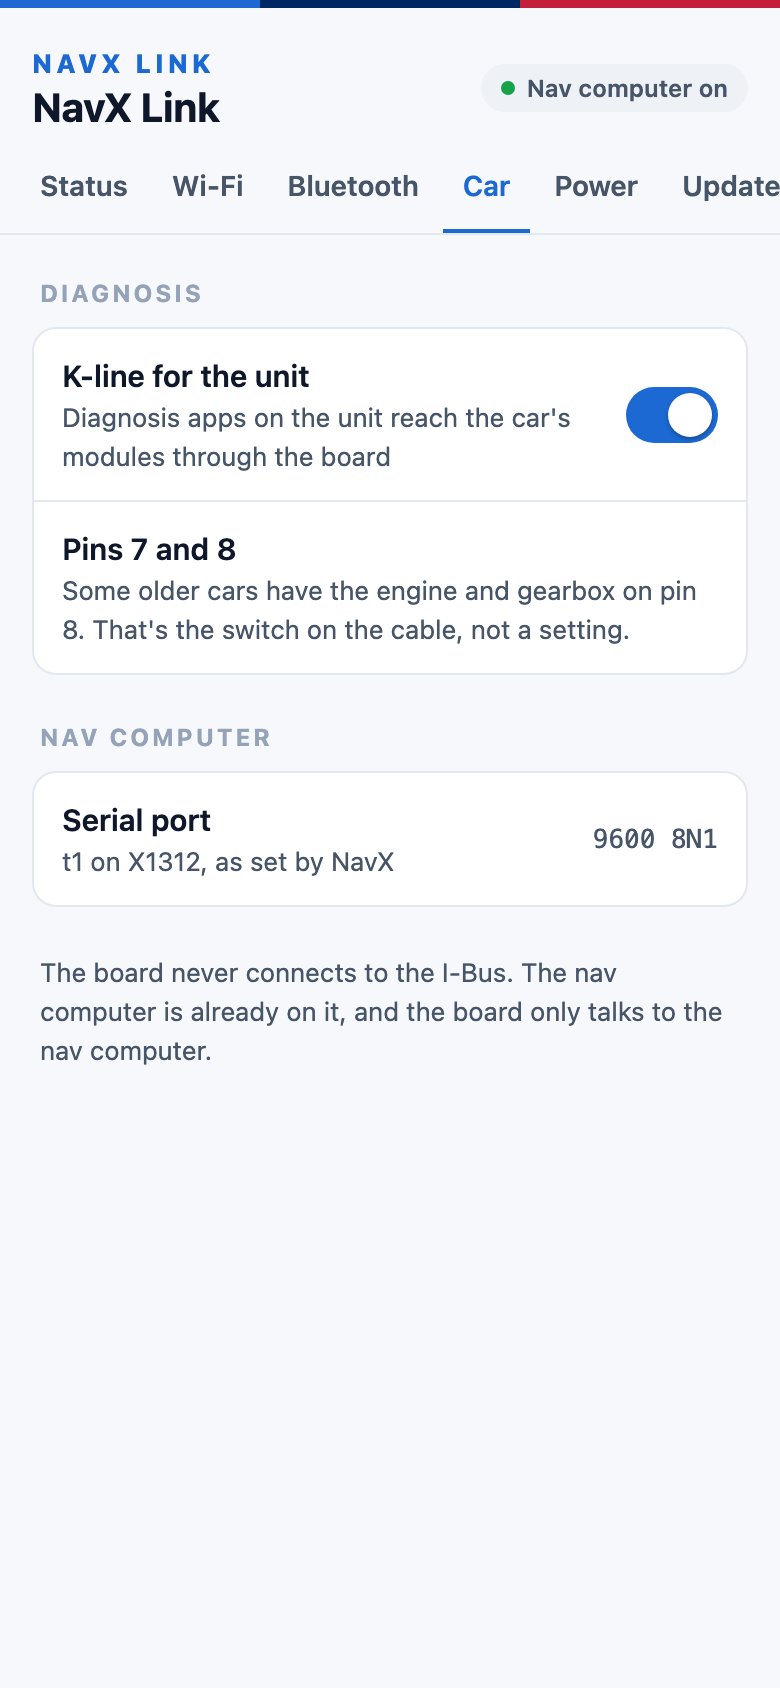 NAVX LINK
NavX Link
Nav computer on
Status Wi-Fi Bluetooth Car Power Update
DIAGNOSIS
K-line for the unit
Diagnosis apps on the unit reach the car's
modules through the board
Pins 7 and 8
Some older cars have the engine and gearbox on pin
8. That's the switch on the cable, not a setting.
NAV COMPUTER
Serial port
t1 on X1312, as set by NavX
9600 8N1
The board never connects to the I-Bus. The nav
computer is already on it, and the board only talks to the
nav computer.